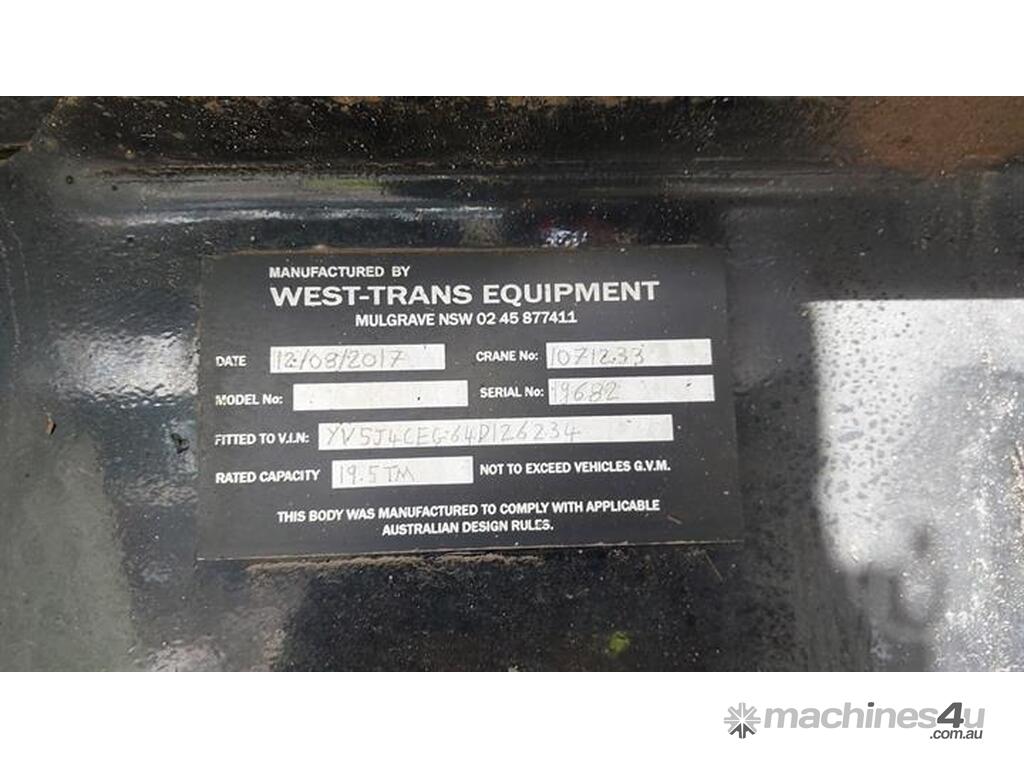 MANUFACTURED BY
WEST-TRANS EQUIPMENT
MULGRAVE NSW 02 45 877411
DATE 12/08/2017 CRANE No: 1071233
MODEL No: SERIAL No: 19682
FITTED TO V.I.N: YV5J4CEG64D126234
RATED CAPACITY 19.5TM NOT TO EXCEED VEHICLES G.V.M.
THIS BODY WAS MANUFACTURED TO COMPLY WITH APPLICABLE
AUSTRALIAN DESIGN RULES.
machines4u
.com.au